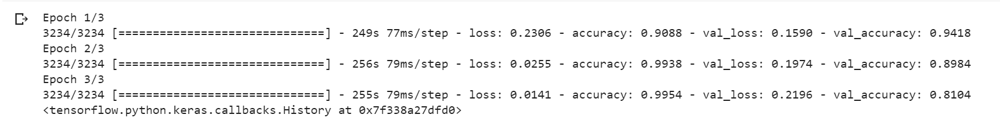 Epoch 1/3
3234/3234 [==============================] - 249s 77ms/step - loss: 0.2306 - accuracy: 0.9088 - val_loss: 0.1590 - val_accuracy: 0.9418
Epoch 2/3
3234/3234 [==============================] - 256s 79ms/step - loss: 0.0255 - accuracy: 0.9938 - val_loss: 0.1974 - val_accuracy: 0.8984
Epoch 3/3
3234/3234 [==============================] - 255s 79ms/step - loss: 0.0141 - accuracy: 0.9954 - val_loss: 0.2196 - val_accuracy: 0.8104
<tensorflow.python.keras.callbacks.History at 0x7f338a27dfd0>